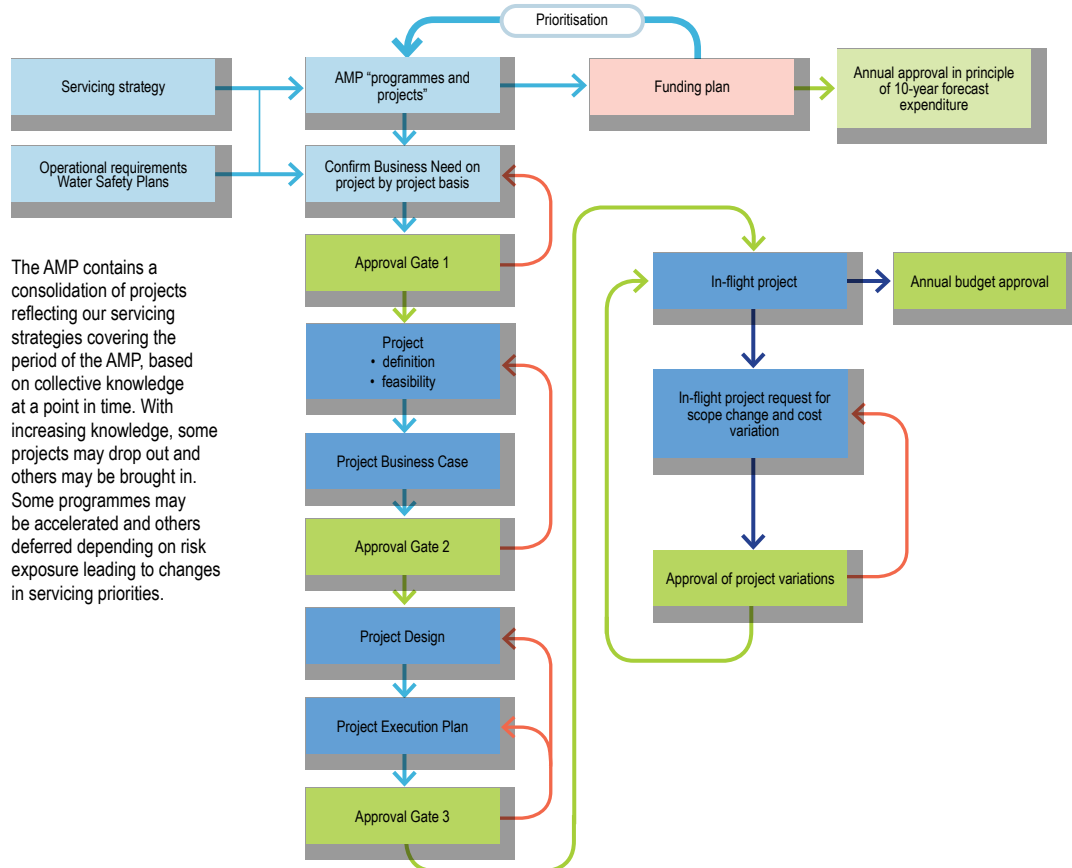 Prioritisation
Servicing strategy
AMP “programmes and
projects”
Funding plan
Annual approval in principle
of 10-year forecast
expenditure
Operational requirements
Water Safety Plans
Confirm Business Need on
project by project basis
The AMP contains a
consolidation of projects
reflecting our servicing
strategies covering the
period of the AMP, based
on collective knowledge
at a point in time. With
increasing knowledge, some
projects may drop out and
others may be brought in.
Some programmes may
be accelerated and others
deferred depending on risk
exposure leading to changes
in servicing priorities.
Approval Gate 1
Project
• definition
• feasibility
Project Business Case
Approval Gate 2
Project Design
Project Execution Plan
Approval Gate 3
In-flight project
Annual budget approval
In-flight project request for
scope change and cost
variation
Approval of project variations